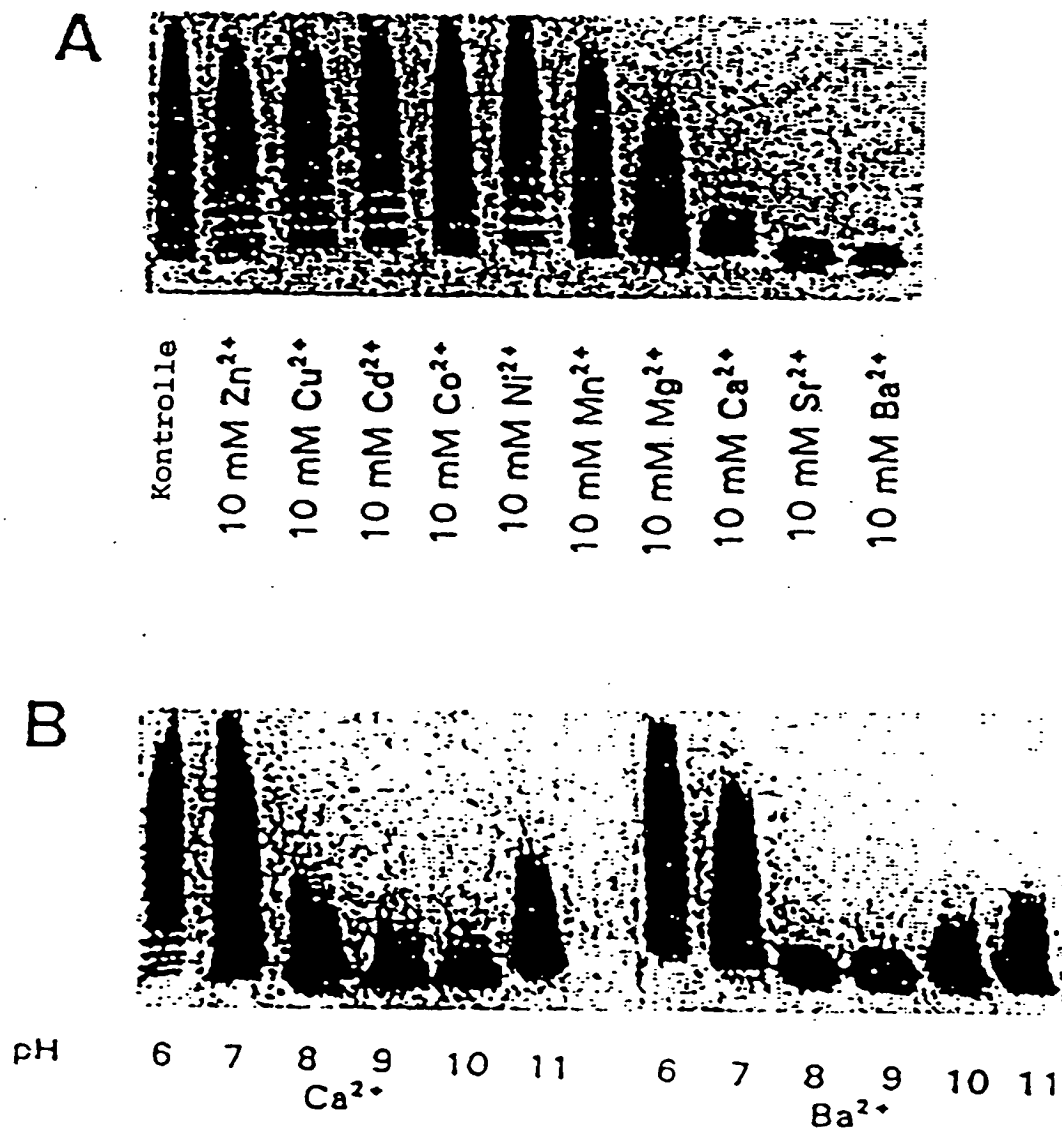 A
Kontrolle
10 mM Zn²⁺
10 mM Cu²⁺
10 mM Cd²⁺
10 mM Co²⁺
10 mM Ni²⁺
10 mM Mn²⁺
10 mM Mg²⁺
10 mM Ca²⁺
10 mM Sr²⁺
10 mM Ba²⁺
B
pH 6 7 8 9 10 11 6 7 8 9 10 11
Ca²⁺ Ba²⁺